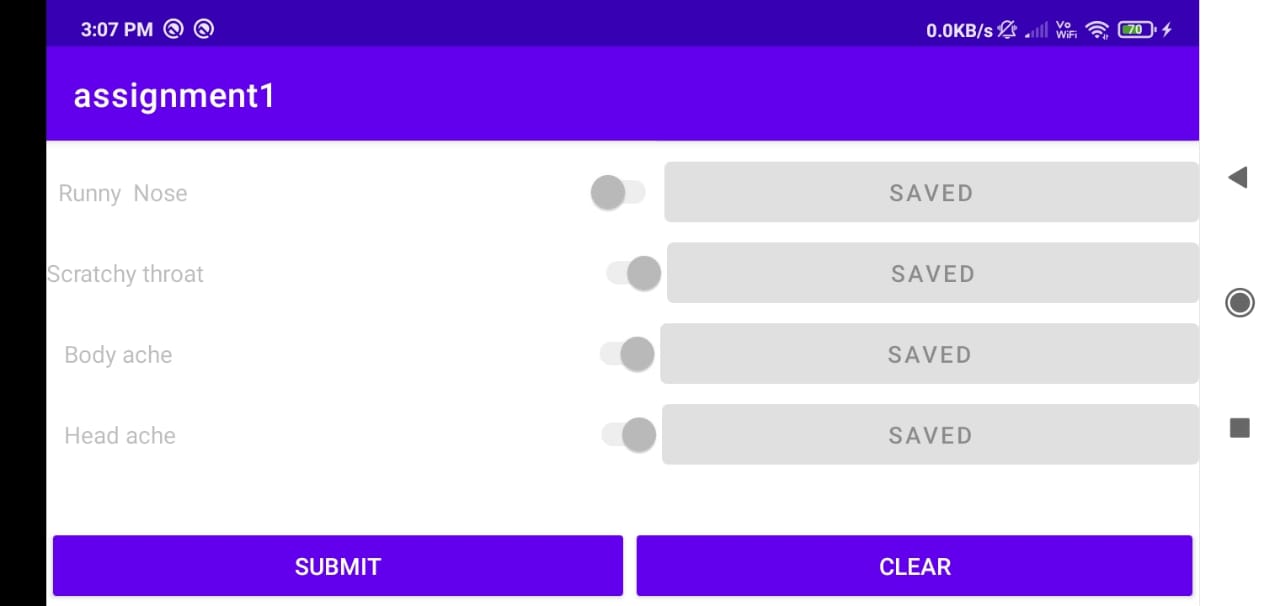 3:07 PM 0.0KB/s Vo WiFi 70
assignment1
Runny Nose SAVED
Scratchy throat SAVED
Body ache SAVED
Head ache SAVED
SUBMIT CLEAR